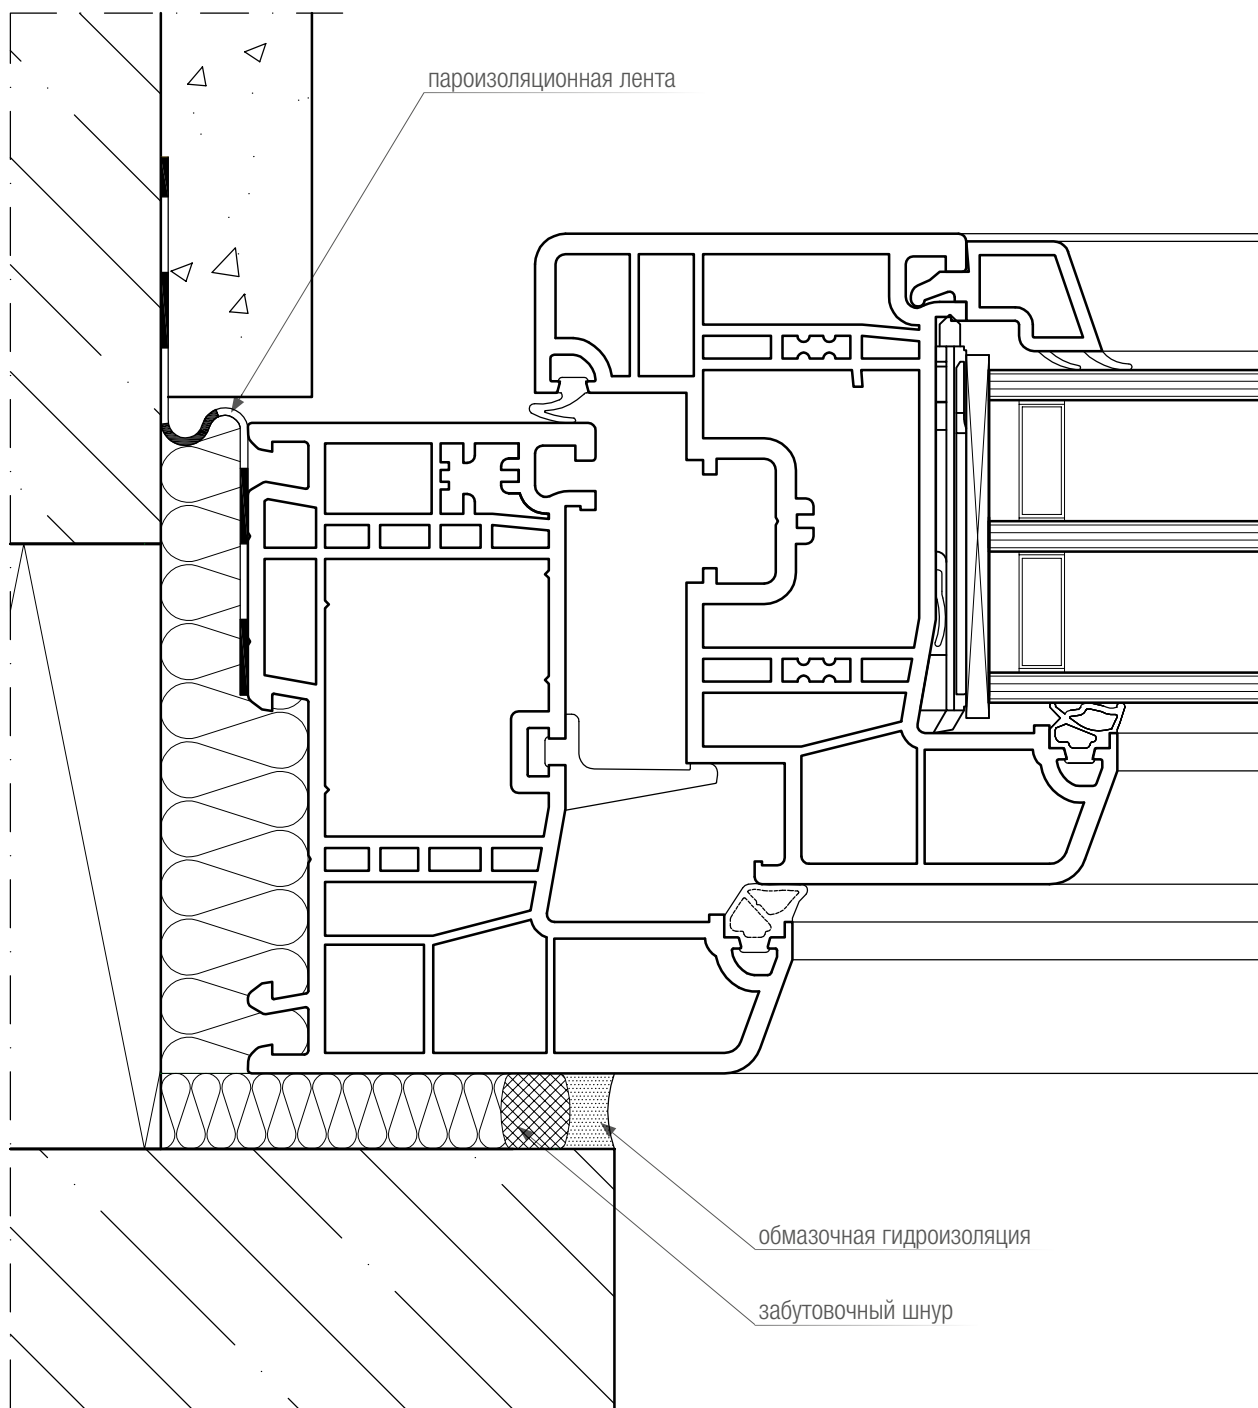 пароизоляционная лента
обмазочная гидроизоляция
забутовочный шнур